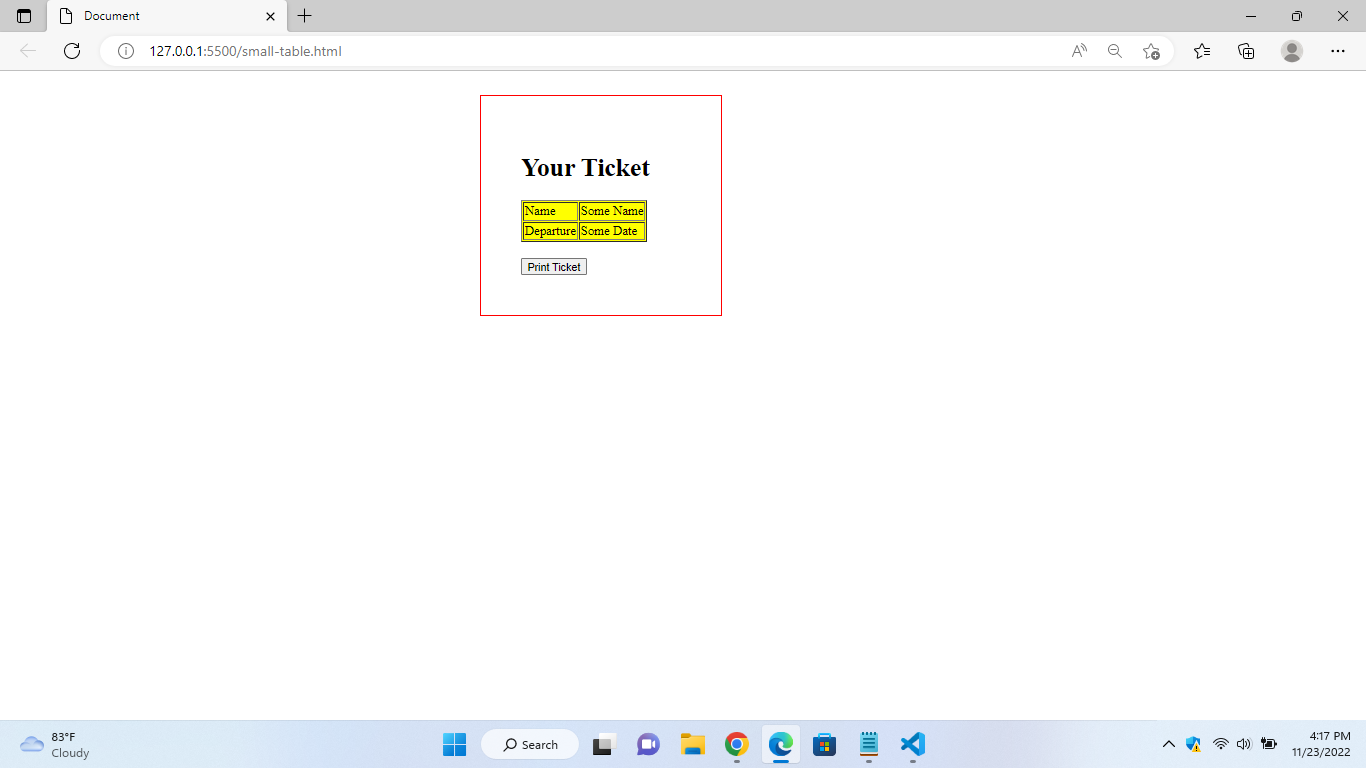 Document
127.0.0.1:5500/small-table.html
Your Ticket
Name Some Name
Departure Some Date
Print Ticket
83°F
Cloudy
Search
4:17 PM
11/23/2022